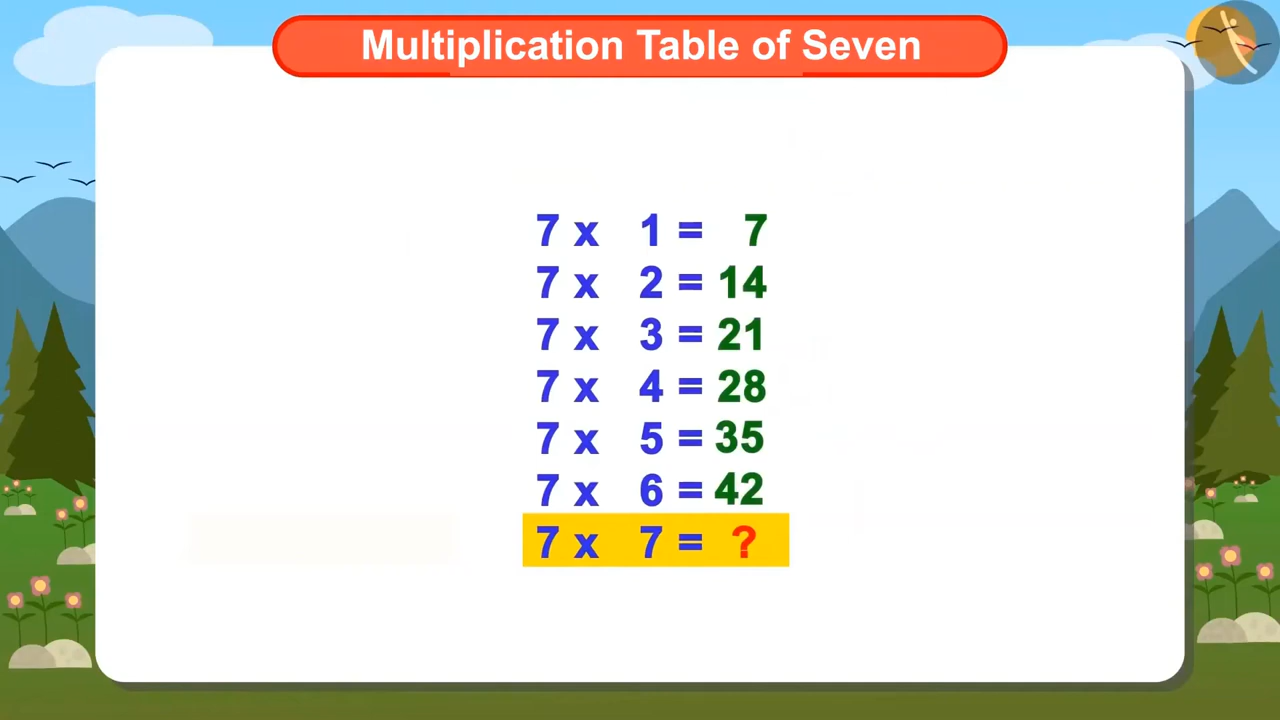 Multiplication Table of Seven
7 x 1 = 7
7 x 2 = 14
7 x 3 = 21
7 x 4 = 28
7 x 5 = 35
7 x 6 = 42
7 x 7 = ?